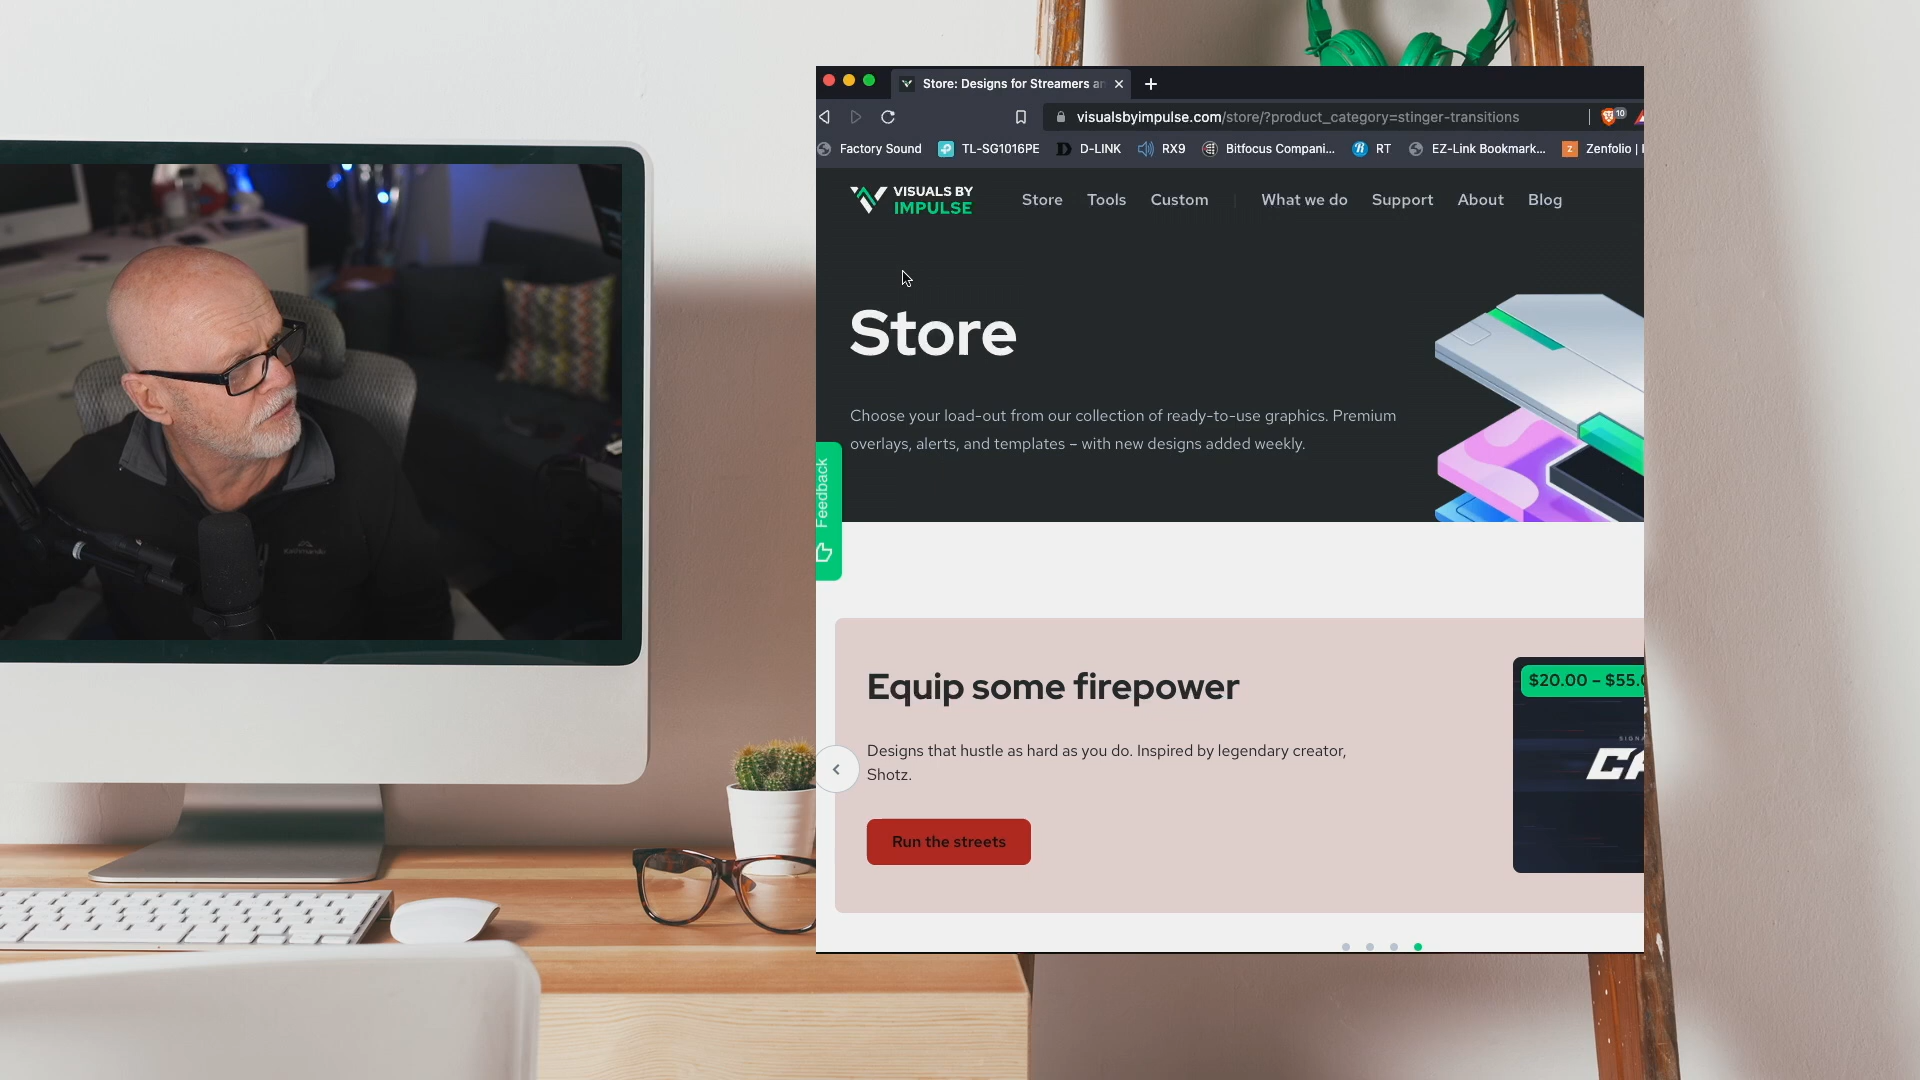 Store: Designs for Streamers an
visualsbyimpulse.com/store/?product_category=stinger-transitions
10
Factory Sound
TL-SG1016PE
D-LINK
RX9
Bitfocus Compani...
RT
EZ-Link Bookmark...
Zenfolio |
VISUALS BY
IMPULSE
Store
Tools
Custom
What we do
Support
About
Blog
Store
Choose your load-out from our collection of ready-to-use graphics. Premium
overlays, alerts, and templates – with new designs added weekly.
Feedback
Equip some firepower
$20.00 – $55.0
Designs that hustle as hard as you do. Inspired by legendary creator,
Shotz.
Run the streets